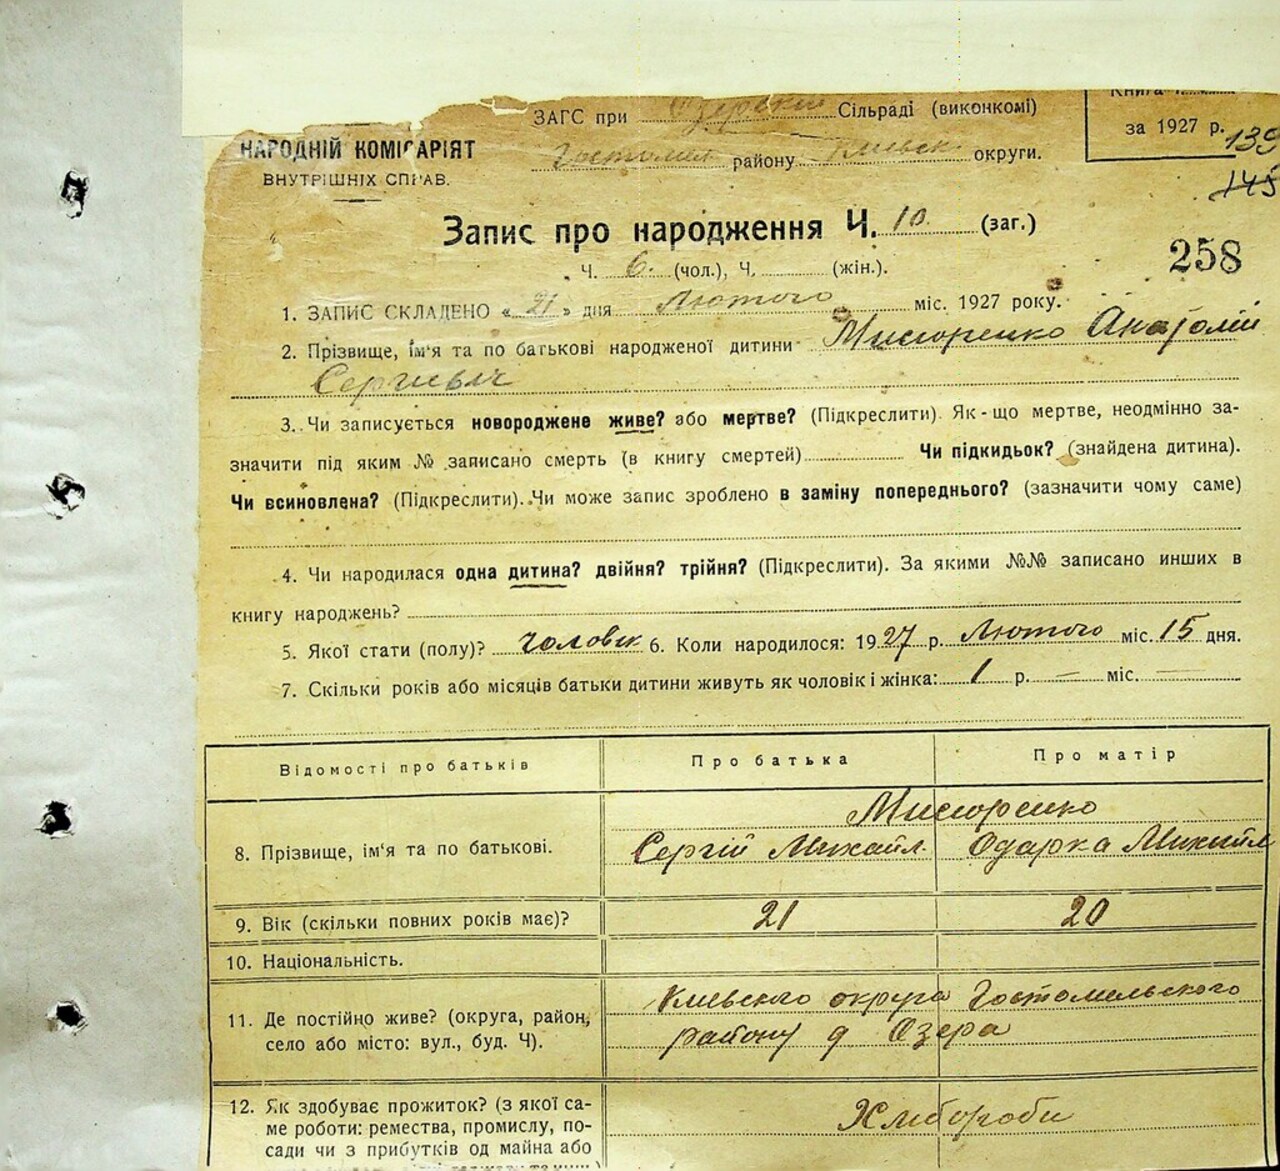 ЗАГС при Озерскій Сільраді (виконкомі)
Книга
НАРОДНІЙ КОМІСАРІЯТ
за 1927 р.
139
Гостомел району Киевск округи.
ВНУТРІШНІХ СПРАВ.
145
Запис про народження Ч. 10 (заг.)
258
Ч. 6. (чол.), Ч. (жін.).
1. ЗАПИС СКЛАДЕНО « 21 » дня Лютого міс. 1927 року.
2. Прізвище, ім'я та по батькові народженої дитини Мисюренко Анатолій
Сергиевич
3. Чи записується новороджене живе? або мертве? (Підкреслити). Як-що мертве, неодмінно за-
значити під яким № записано смерть (в книгу смертей) Чи підкидьок? (знайдена дитина).
Чи всиновлена? (Підкреслити). Чи може запис зроблено в заміну попереднього? (зазначити чому саме)
4. Чи народилася одна дитина? двійня? трійня? (Підкреслити). За якими №№ записано инших в
книгу народжень?
5. Якої стати (полу)? чоловік 6. Коли народилося: 1927 р. Лютого міс. 15 дня.
7. Скільки років або місяців батьки дитини живуть як чоловік і жінка: 1 р. — міс. —
Відомості про батьків Про батька Про матір
Мисюренко
8. Прізвище, ім'я та по батькові. Сергій Михайл. Одарка Михайл
9. Вік (скільки повних років має)? 21 20
10. Національність.
Киевского округа Гостомельского
11. Де постійно живе? (округа, район,
району д Озера
село або місто: вул., буд. Ч).
12. Як здобуває прожиток? (з якої са-
Хлібороби
ме роботи: ремества, промислу, по-
сади чи з прибутків од майна або